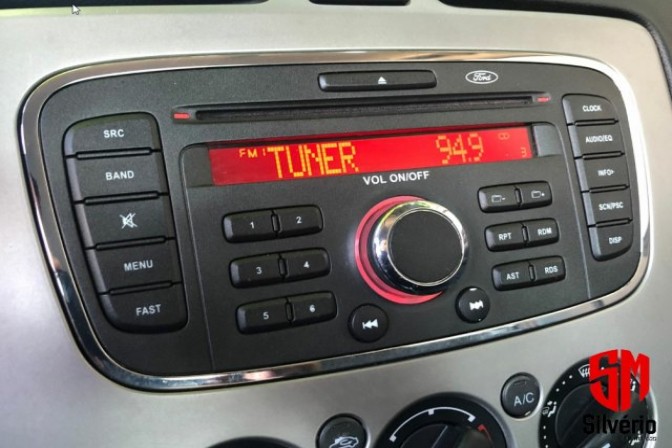 Ford
SRC
BAND
MENU
FAST
FM1 TUNER 94.9 3
VOL ON/OFF
1 2
3 4
5 6
RPT RDM
AST RDS
CLOCK
AUDIO/EQ
INFO+
SCN/PSC
DISP
A/C
SM
Silvério